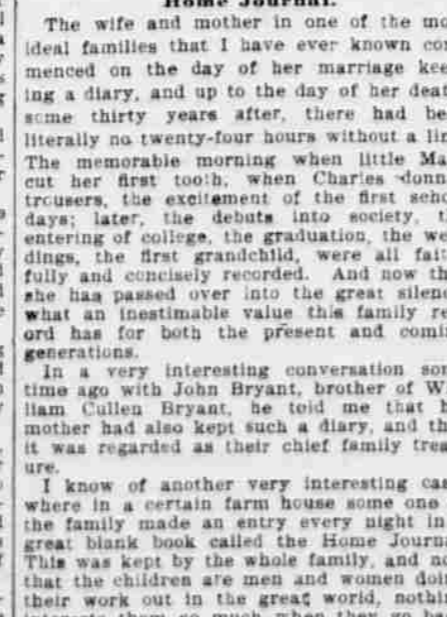 Home Journal.
The wife and mother in one of the mo
ideal families that I have ever known co
menced on the day of her marriage kee
ing a diary, and up to the day of her deat
some thirty years after, there had be
literally no twenty-four hours without a lin
The memorable morning when little Ma
cut her first tooth, when Charles donn
trousers, the excitement of the first scho
days; later, the debuts into society, t
entering of college, the graduation, the we
dings, the first grandchild, were all fait
fully and concisely recorded. And now th
she has passed over into the great silenc
what an inestimable value this family re
ord has for both the present and comi
generations.
In a very interesting conversation som
time ago with John Bryant, brother of W
liam Cullen Bryant, he told me that h
mother had also kept such a diary, and th
it was regarded as their chief family trea
ure.
I know of another very interesting cas
where in a certain farm house some one
the family made an entry every night in
great blank book called the Home Journa
This was kept by the whole family, and no
that the children are men and women doin
their work out in the great world, nothin